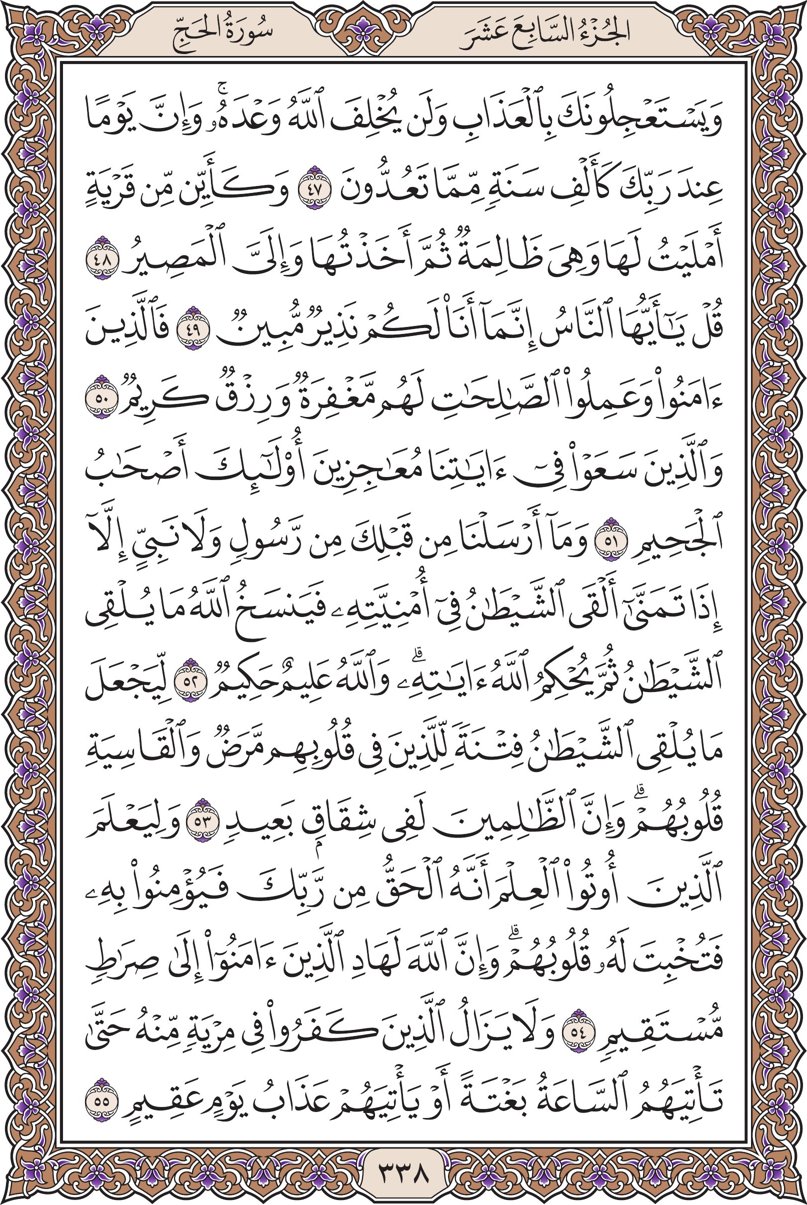 الجُزْءُ السَّابِعَ عَشَرَ
سُورَةُ الحَجِّ
وَيَسْتَعْجِلُونَكَ بِٱلْعَذَابِ وَلَن يُخْلِفَ ٱللَّهُ وَعْدَهُۥۚ وَإِنَّ يَوْمًا
عِندَ رَبِّكَ كَأَلْفِ سَنَةٍ مِّمَّا تَعُدُّونَ ٤٧ وَكَأَيِّن مِّن قَرْيَةٍ
أَمْلَيْتُ لَهَا وَهِىَ ظَالِمَةٌ ثُمَّ أَخَذْتُهَا وَإِلَىَّ ٱلْمَصِيرُ ٤٨
قُلْ يَـٰٓأَيُّهَا ٱلنَّاسُ إِنَّمَآ أَنَا۠ لَكُمْ نَذِيرٌ مُّبِينٌ ٤٩ فَٱلَّذِينَ
ءَامَنُوا۟ وَعَمِلُوا۟ ٱلصَّـٰلِحَـٰتِ لَهُم مَّغْفِرَةٌ وَرِزْقٌ كَرِيمٌ ٥٠
وَٱلَّذِينَ سَعَوْا۟ فِىٓ ءَايَـٰتِنَا مُعَـٰجِزِينَ أُو۟لَـٰٓئِكَ أَصْحَـٰبُ
ٱلْجَحِيمِ ٥١ وَمَآ أَرْسَلْنَا مِن قَبْلِكَ مِن رَّسُولٍ وَلَا نَبِىٍّ إِلَّآ
إِذَا تَمَنَّىٰٓ أَلْقَى ٱلشَّيْطَـٰنُ فِىٓ أُمْنِيَّتِهِۦ فَيَنسَخُ ٱللَّهُ مَا يُلْقِى
ٱلشَّيْطَـٰنُ ثُمَّ يُحْكِمُ ٱللَّهُ ءَايَـٰتِهِۦۗ وَٱللَّهُ عَلِيمٌ حَكِيمٌ ٥٢ لِّيَجْعَلَ
مَا يُلْقِى ٱلشَّيْطَـٰنُ فِتْنَةً لِّلَّذِينَ فِى قُلُوبِهِم مَّرَضٌ وَٱلْقَاسِيَةِ
قُلُوبُهُمْۗ وَإِنَّ ٱلظَّـٰلِمِينَ لَفِى شِقَاقٍۭ بَعِيدٍ ٥٣ وَلِيَعْلَمَ
ٱلَّذِينَ أُوتُوا۟ ٱلْعِلْمَ أَنَّهُ ٱلْحَقُّ مِن رَّبِّكَ فَيُؤْمِنُوا۟ بِهِۦ
فَتُخْبِتَ لَهُۥ قُلُوبُهُمْۗ وَإِنَّ ٱللَّهَ لَهَادِ ٱلَّذِينَ ءَامَنُوٓا۟ إِلَىٰ صِرَٰطٍ
مُّسْتَقِيمٍ ٥٤ وَلَا يَزَالُ ٱلَّذِينَ كَفَرُوا۟ فِى مِرْيَةٍ مِّنْهُ حَتَّىٰ
تَأْتِيَهُمُ ٱلسَّاعَةُ بَغْتَةً أَوْ يَأْتِيَهُمْ عَذَابُ يَوْمٍ عَقِيمٍ ٥٥
٣٣٨